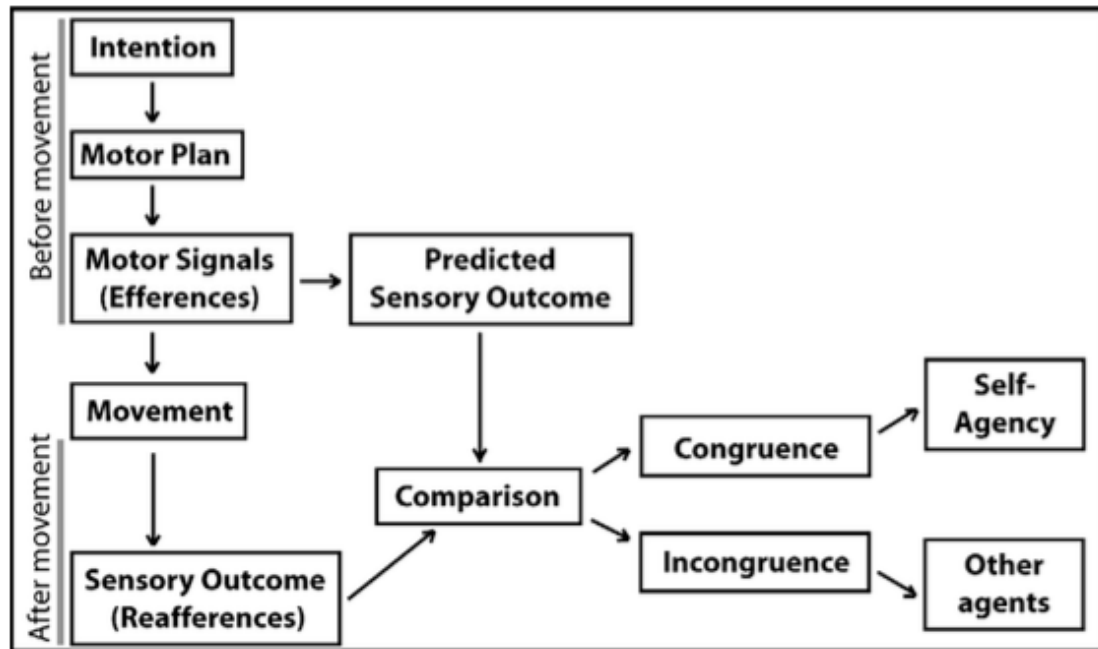 Before movement
Intention
Motor Plan
Motor Signals
(Efferences)
Predicted
Sensory Outcome
Movement
After movement
Sensory Outcome
(Reafferences)
Comparison
Congruence
Incongruence
Self-
Agency
Other
agents